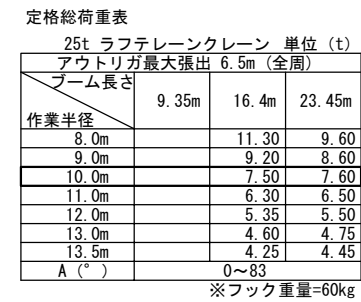 定格総荷重表
25t ラフテレーンクレーン 単位（t）
アウトリガ最大張出 6.5m（全周）
ブーム長さ
作業半径 9.35m 16.4m 23.45m
8.0m 11.30 9.60
9.0m 9.20 8.60
10.0m 7.50 7.60
11.0m 6.30 6.50
12.0m 5.35 5.50
13.0m 4.60 4.75
13.5m 4.25 4.45
A（°） 0～83
※フック重量=60kg